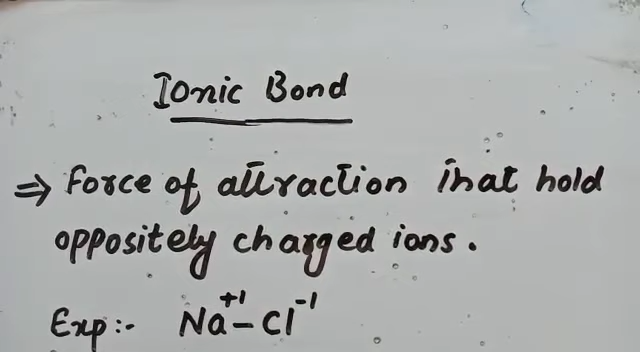 Ionic Bond
⇒ Force of attraction that hold
oppositely charged ions.
Exp:- Na⁺¹–Cl⁻¹